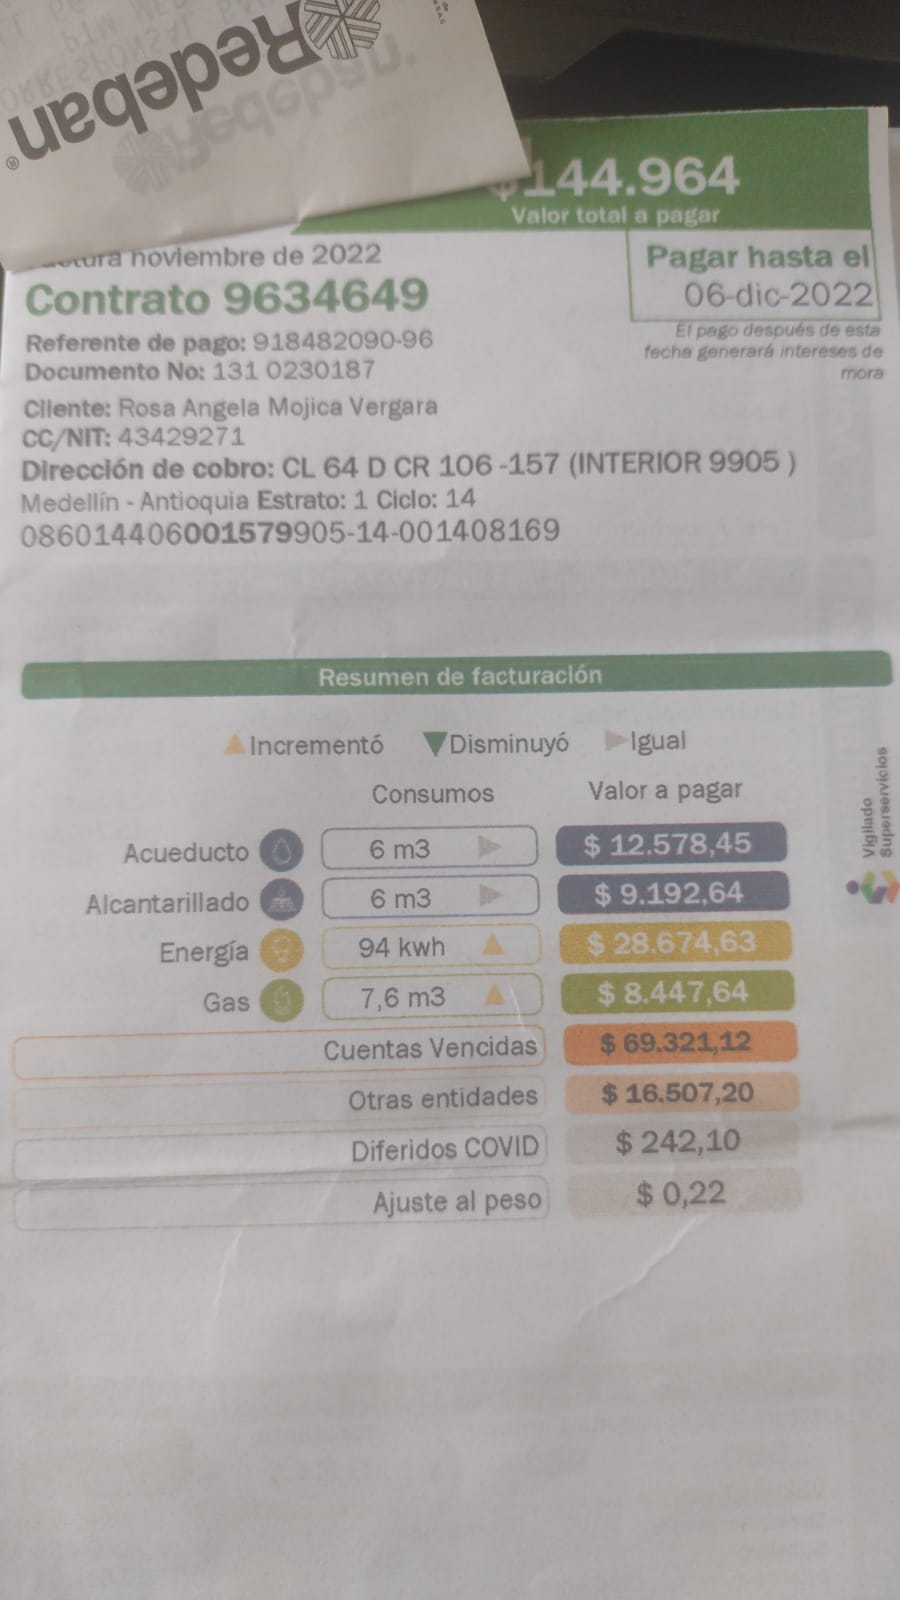 Redeban®
$144.964
Valor total a pagar
noviembre de 2022
Contrato 9634649
Pagar hasta el
06-dic-2022
Referente de pago: 918482090-96
Documento No: 131 0230187
El pago después de esta
fecha generará intereses de
mora
Cliente: Rosa Angela Mojica Vergara
CC/NIT: 43429271
Dirección de cobro: CL 64 D CR 106 -157 (INTERIOR 9905 )
Medellín - Antioquia Estrato: 1 Ciclo: 14
086014406001579905-14-001408169
Resumen de facturación
Incrementó Disminuyó Igual
Consumos Valor a pagar
Acueducto 6 m3 $ 12.578,45
Alcantarillado 6 m3 $ 9.192,64
Energía 94 kwh $ 28.674,63
Gas 7,6 m3 $ 8.447,64
Cuentas Vencidas $ 69.321,12
Otras entidades $ 16.507,20
Diferidos COVID $ 242,10
Ajuste al peso $ 0,22
Vigilado
Superservicios